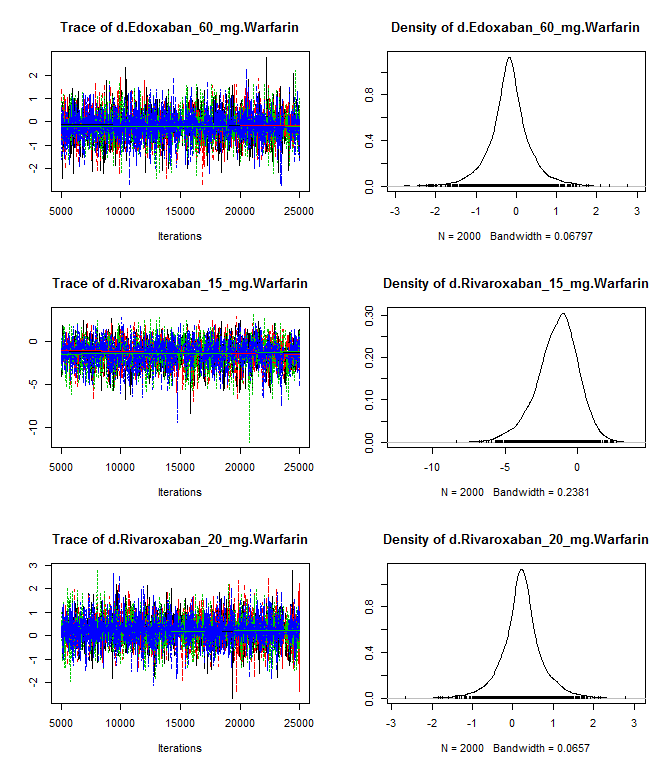 Trace of d.Edoxaban_60_mg.Warfarin
2
1
0
-1
-2
5000 10000 15000 20000 25000
Iterations
Density of d.Edoxaban_60_mg.Warfarin
0.8
0.4
0.0
-3 -2 -1 0 1 2 3
N = 2000 Bandwidth = 0.06797
Trace of d.Rivaroxaban_15_mg.Warfarin
0
-5
-10
5000 10000 15000 20000 25000
Iterations
Density of d.Rivaroxaban_15_mg.Warfarin
0.30
0.20
0.10
0.00
-10 -5 0
N = 2000 Bandwidth = 0.2381
Trace of d.Rivaroxaban_20_mg.Warfarin
3
2
1
0
-1
-2
5000 10000 15000 20000 25000
Iterations
Density of d.Rivaroxaban_20_mg.Warfarin
0.8
0.4
0.0
-3 -2 -1 0 1 2 3
N = 2000 Bandwidth = 0.0657